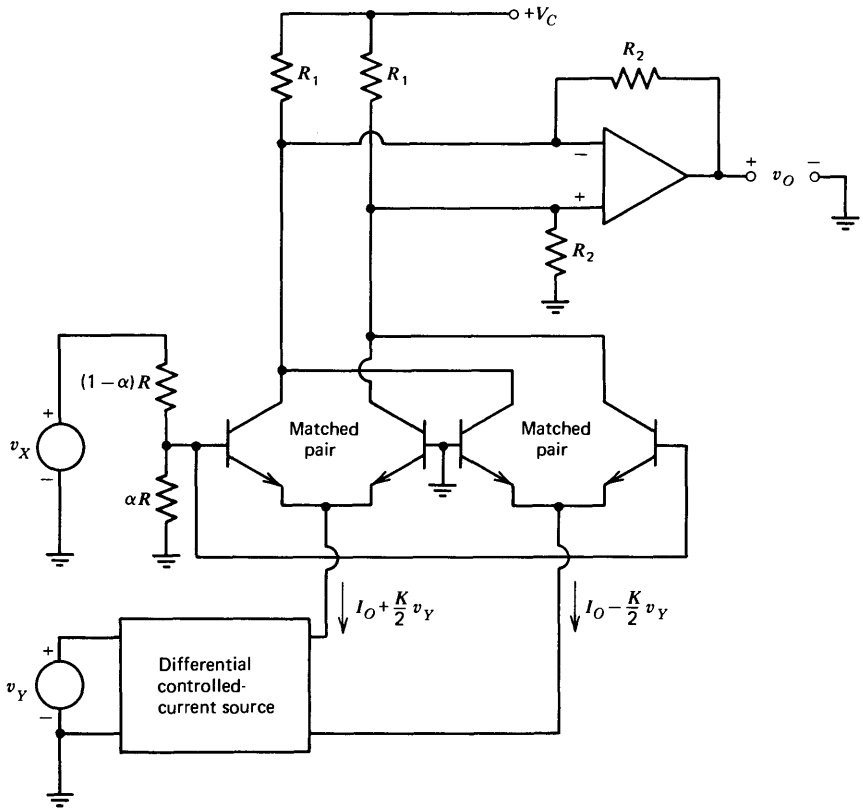 +V_C
R_1
R_1
R_2
−
+
+ v_O −
R_2
(1 − α)R
+
v_X
−
αR
Matched
pair
Matched
pair
I_O + K/2 v_Y
I_O − K/2 v_Y
+
v_Y
−
Differential
controlled-
current source